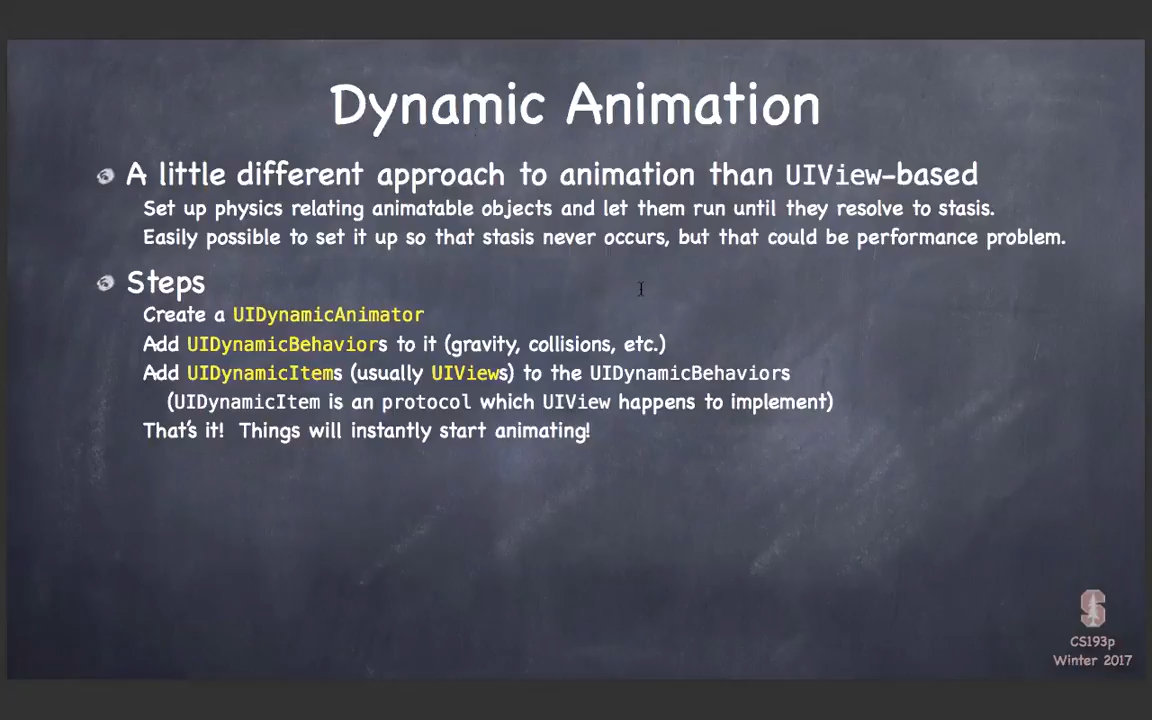 Dynamic Animation
A little different approach to animation than UIView-based
Set up physics relating animatable objects and let them run until they resolve to stasis.
Easily possible to set it up so that stasis never occurs, but that could be performance problem.
Steps
Create a UIDynamicAnimator
Add UIDynamicBehaviors to it (gravity, collisions, etc.)
Add UIDynamicItems (usually UIViews) to the UIDynamicBehaviors
(UIDynamicItem is an protocol which UIView happens to implement)
That's it! Things will instantly start animating!
S
CS193p
Winter 2017